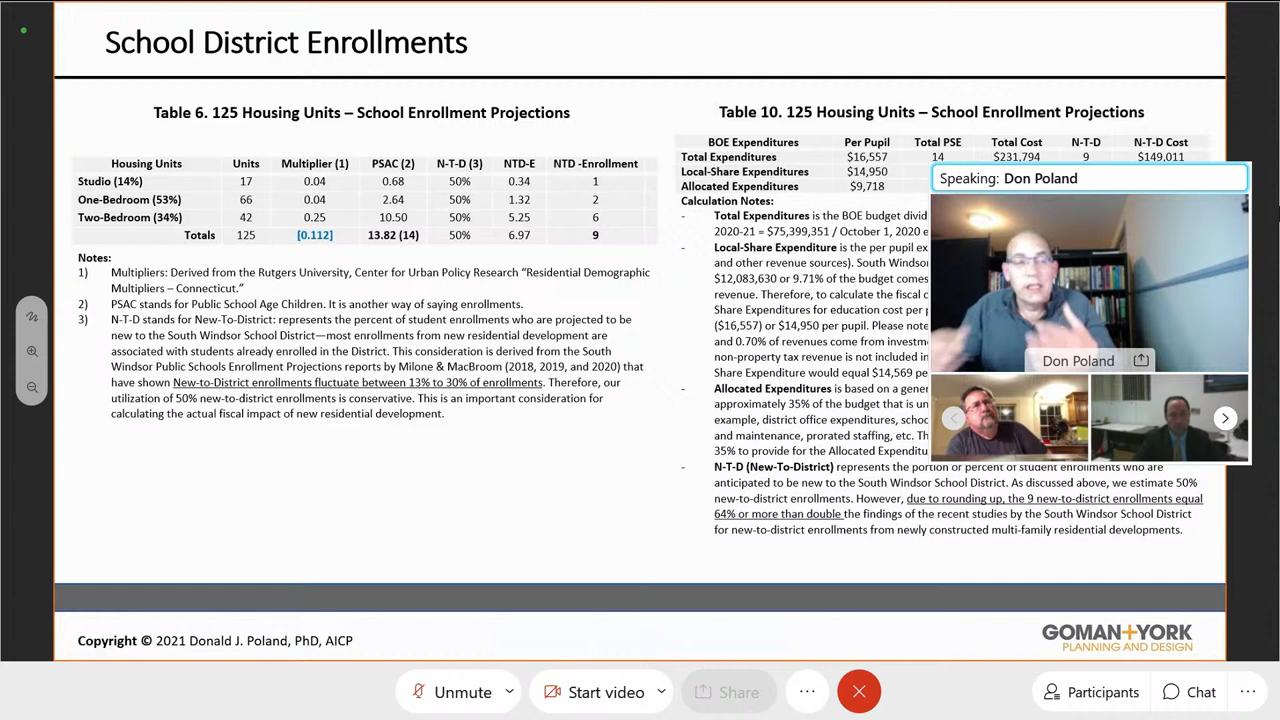 School District Enrollments
Table 6. 125 Housing Units – School Enrollment Projections
Housing Units Units Multiplier (1) PSAC (2) N-T-D (3) NTD-E NTD -Enrollment
Studio (14%) 17 0.04 0.68 50% 0.34 1
One-Bedroom (53%) 66 0.04 2.64 50% 1.32 2
Two-Bedroom (34%) 42 0.25 10.50 50% 5.25 6
Totals 125 [0.112] 13.82 (14) 50% 6.97 9
Notes:
1) Multipliers: Derived from the Rutgers University, Center for Urban Policy Research “Residential Demographic
Multipliers – Connecticut.”
2) PSAC stands for Public School Age Children. It is another way of saying enrollments.
3) N-T-D stands for New-To-District: represents the percent of student enrollments who are projected to be
new to the South Windsor School District—most enrollments from new residential development are
associated with students already enrolled in the District. This consideration is derived from the South
Windsor Public Schools Enrollment Projections reports by Milone & MacBroom (2018, 2019, and 2020) that
have shown New-to-District enrollments fluctuate between 13% to 30% of enrollments. Therefore, our
utilization of 50% new-to-district enrollments is conservative. This is an important consideration for
calculating the actual fiscal impact of new residential development.
Table 10. 125 Housing Units – School Enrollment Projections
BOE Expenditures Per Pupil Total PSE Total Cost N-T-D N-T-D Cost
Total Expenditures $16,557 14 $231,794 9 $149,011
Local-Share Expenditures $14,950
Allocated Expenditures $9,718
Calculation Notes:
- Total Expenditures is the BOE budget divid
2020-21 = $75,399,351 / October 1, 2020 e
- Local-Share Expenditure is the per pupil ex
and other revenue sources). South Windso
$12,083,630 or 9.71% of the budget comes
revenue. Therefore, to calculate the fiscal c
Share Expenditures for education cost per p
($16,557) or $14,950 per pupil. Please note
and 0.70% of revenues come from investm
non-property tax revenue is not included in
Share Expenditure would equal $14,569 pe
- Allocated Expenditures is based on a gener
approximately 35% of the budget that is un
example, district office expenditures, schoo
and maintenance, prorated staffing, etc. Th
35% to provide for the Allocated Expenditu
- N-T-D (New-To-District) represents the portion or percent of student enrollments who are
anticipated to be new to the South Windsor School District. As discussed above, we estimate 50%
new-to-district enrollments. However, due to rounding up, the 9 new-to-district enrollments equal
64% or more than double the findings of the recent studies by the South Windsor School District
for new-to-district enrollments from newly constructed multi-family residential developments.
Speaking: Don Poland
Don Poland
Copyright © 2021 Donald J. Poland, PhD, AICP
GOMAN+YORK
PLANNING AND DESIGN
Unmute
Start video
Share
Participants
Chat